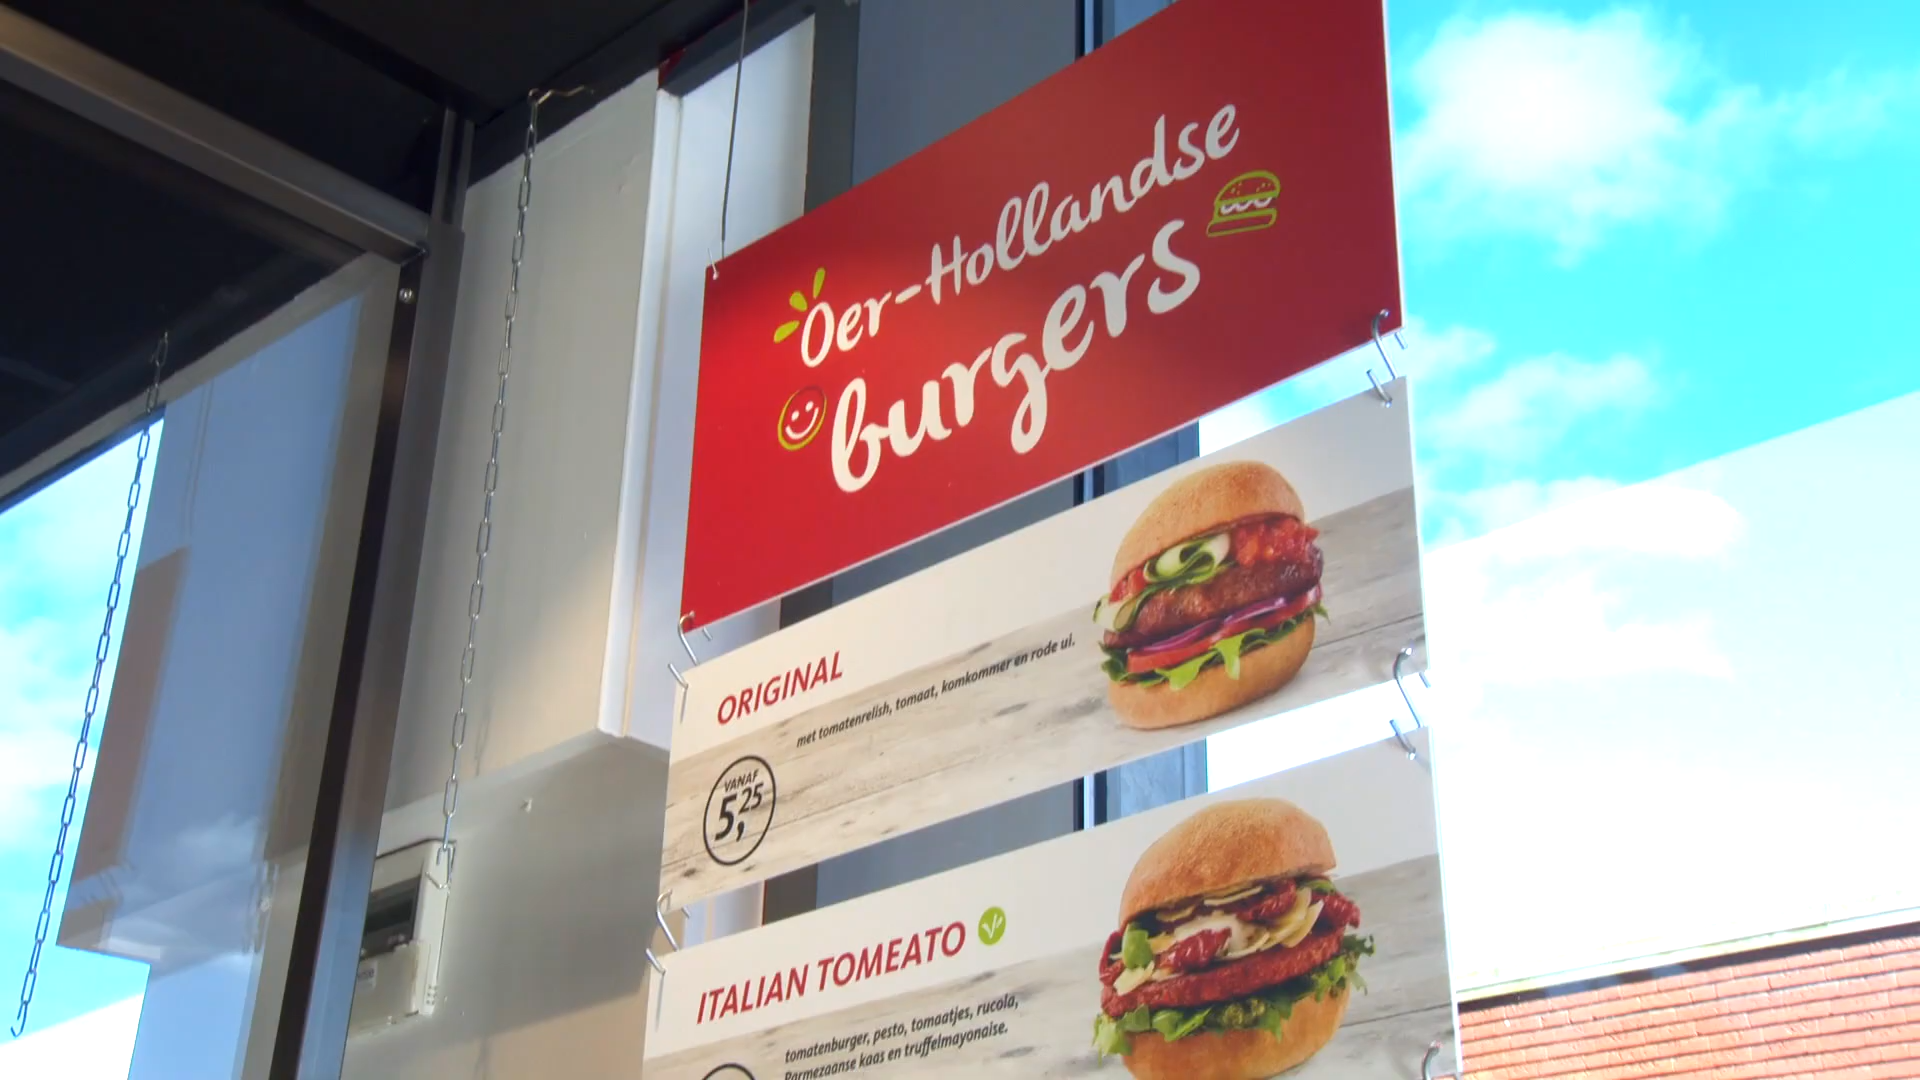 Oer-Hollandse
burgers
ORIGINAL
met tomatenrelish, tomaat, komkommer en rode ui.
VANAF
5,25
ITALIAN TOMEATO
tomatenburger, pesto, tomaatjes, rucola,
Parmezaanse kaas en truffelmayonaise.